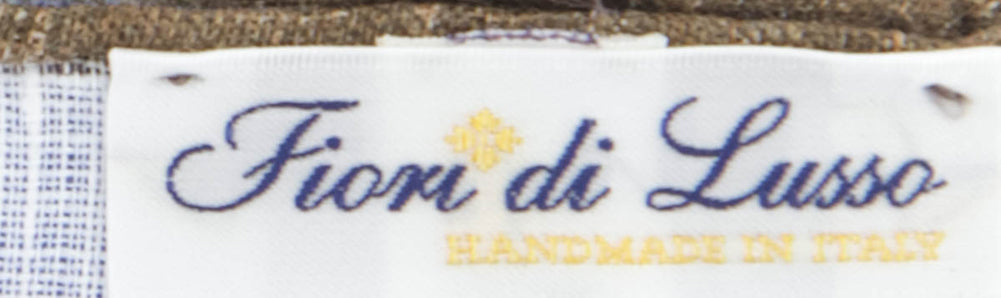 Fiori di Lusso
HANDMADE IN ITALY